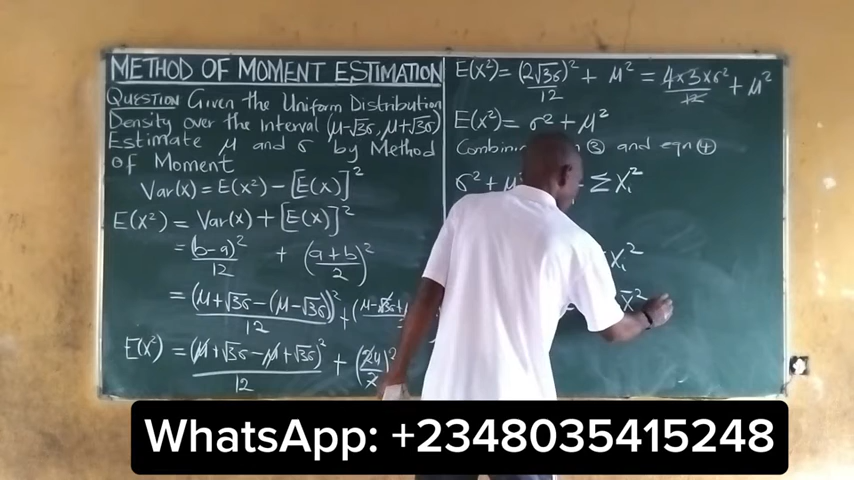 METHOD OF MOMENT ESTIMATION
QUESTION Given the Uniform Distribution
Density over the Interval (μ-√3σ, μ+√3σ)
Estimate μ and σ by Method
of Moment
Var(x) = E(x²) - [E(x)]²
E(x²) = Var(x) + [E(x)]²
= (b-a)²/12 + ((a+b)/2)²
= (μ+√3σ-(μ-√3σ))²/12 + (μ-√3σ+
E(x²) = (μ+√3σ-μ+√3σ)²/12 + (2μ/2)²
E(x²) = (2√3σ)²/12 + μ² = 4×3×σ²/12 + μ²
E(x²) = σ² + μ²
③ and eqn ④
σ² + μ² Σxᵢ²
xᵢ²
x̄²
WhatsApp: +2348035415248